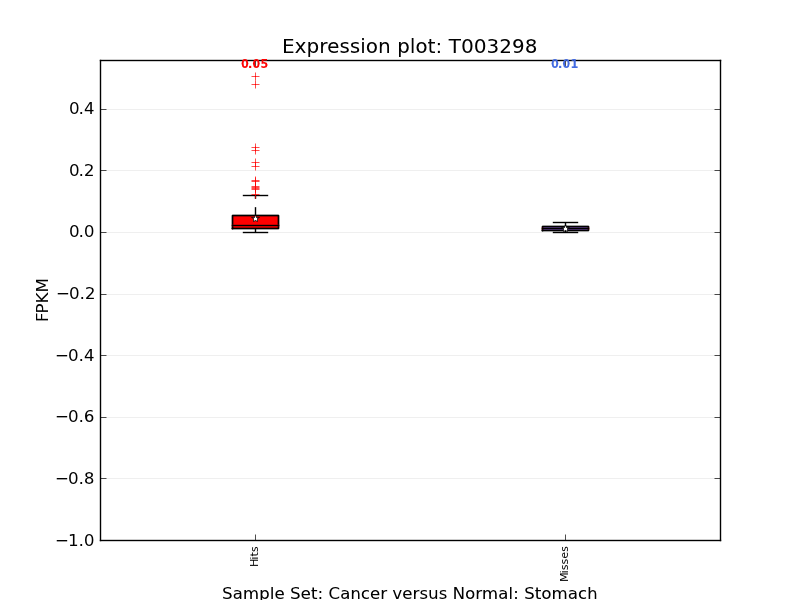 Expression plot: T003298
0.05
0.01
0.4
0.2
0.0
−0.2
−0.4
−0.6
−0.8
−1.0
FPKM
Hits
Misses
Sample Set: Cancer versus Normal: Stomach